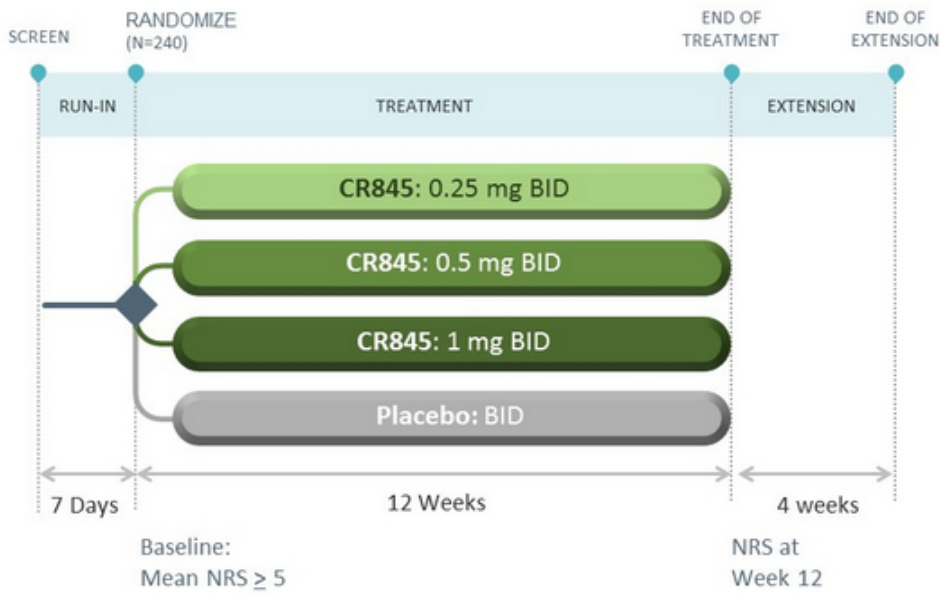 SCREEN
RANDOMIZE
(N=240)
END OF
TREATMENT
END OF
EXTENSION
RUN-IN
TREATMENT
EXTENSION
CR845: 0.25 mg BID
CR845: 0.5 mg BID
CR845: 1 mg BID
Placebo: BID
7 Days
12 Weeks
4 weeks
Baseline:
Mean NRS ≥ 5
NRS at
Week 12